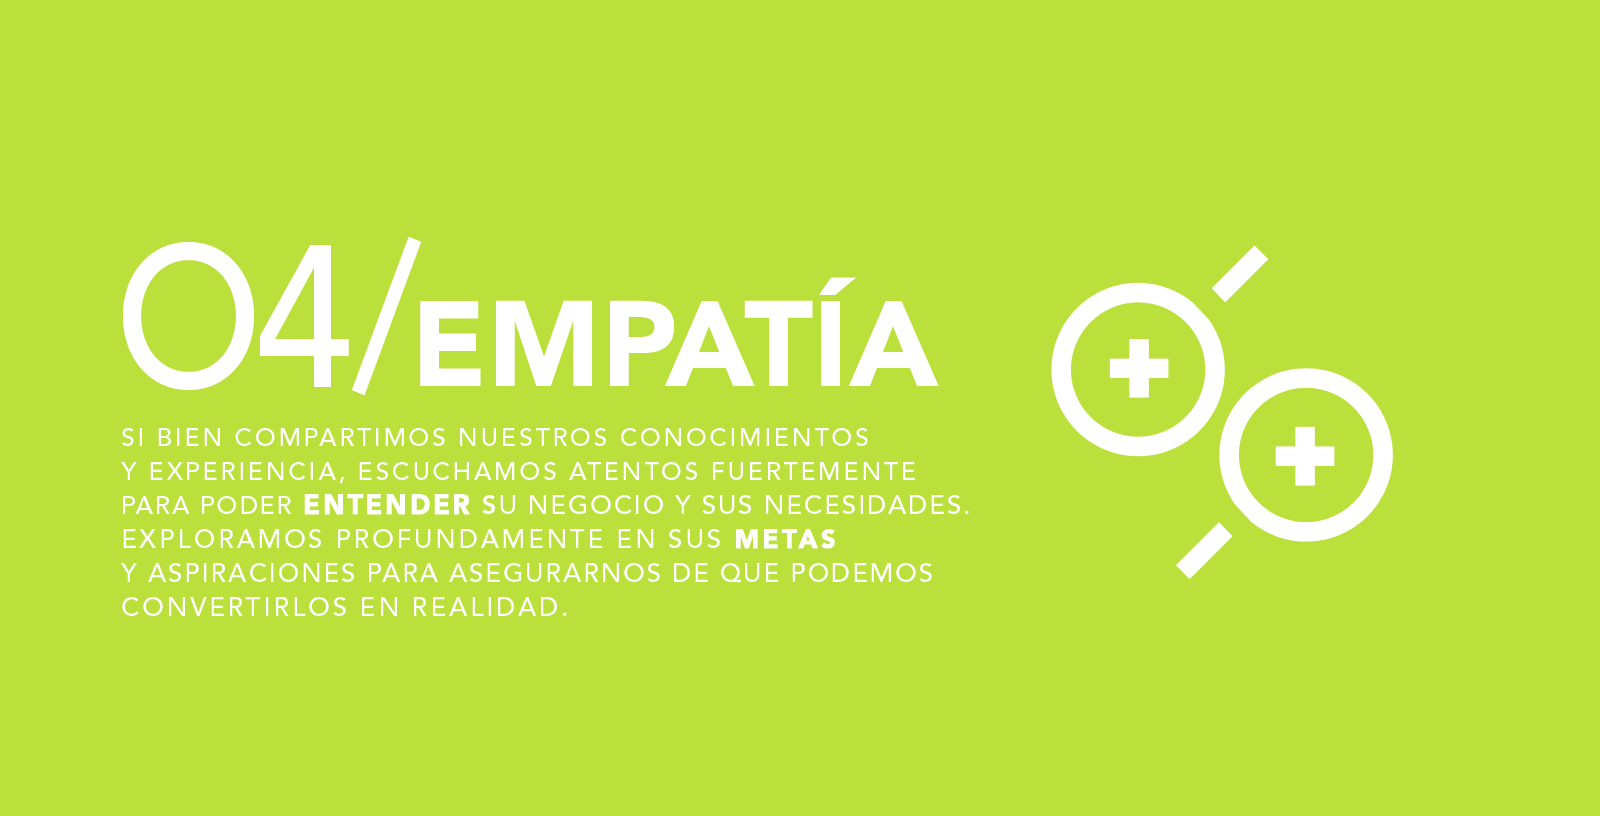 04/EMPATÍA
SI BIEN COMPARTIMOS NUESTROS CONOCIMIENTOS
Y EXPERIENCIA, ESCUCHAMOS ATENTOS FUERTEMENTE
PARA PODER ENTENDER SU NEGOCIO Y SUS NECESIDADES.
EXPLORAMOS PROFUNDAMENTE EN SUS METAS
Y ASPIRACIONES PARA ASEGURARNOS DE QUE PODEMOS
CONVERTIRLOS EN REALIDAD.